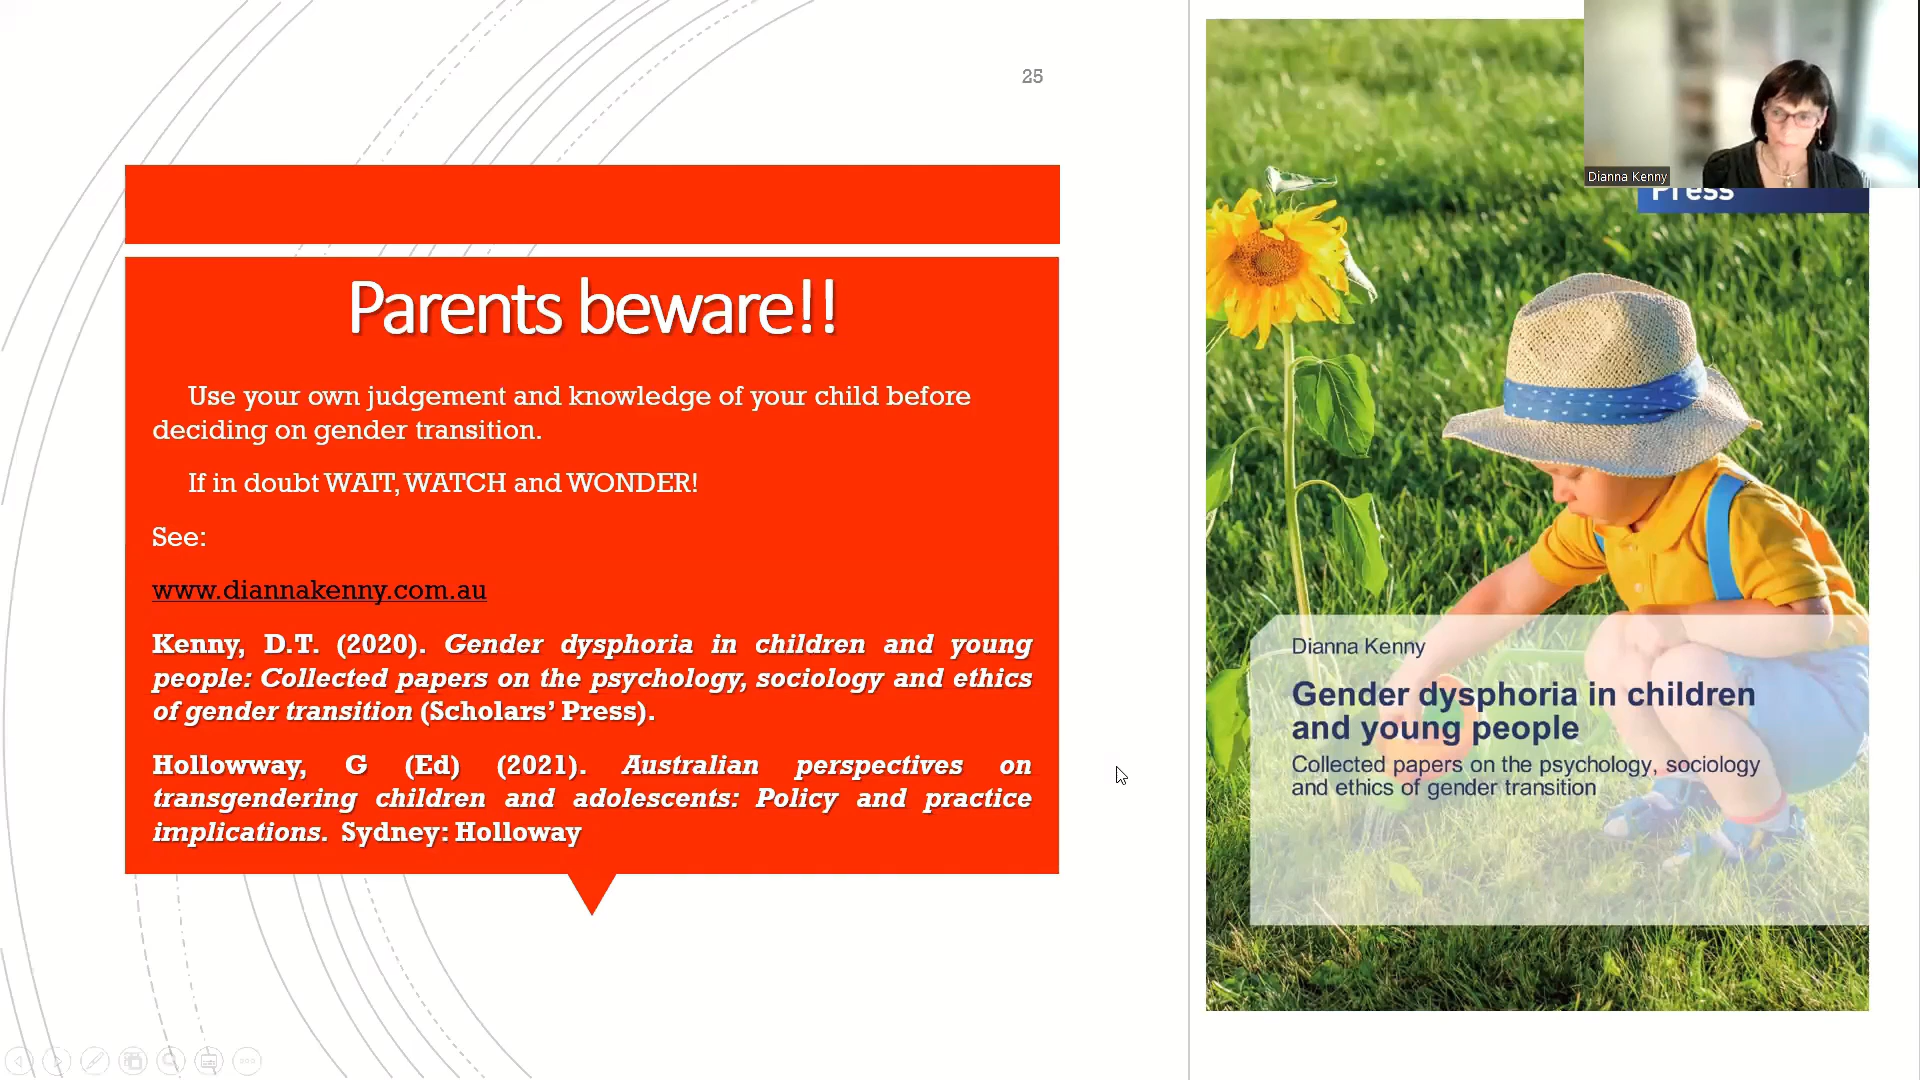 25
Parents beware!!
Use your own judgement and knowledge of your child before
deciding on gender transition.
If in doubt WAIT, WATCH and WONDER!
See:
www.diannakenny.com.au
Kenny, D.T. (2020). Gender dysphoria in children and young
people: Collected papers on the psychology, sociology and ethics
of gender transition (Scholars' Press).
Hollowway, G (Ed) (2021). Australian perspectives on
transgendering children and adolescents: Policy and practice
implications. Sydney: Holloway
Dianna Kenny
Press
Dianna Kenny
Gender dysphoria in children
and young people
Collected papers on the psychology, sociology
and ethics of gender transition